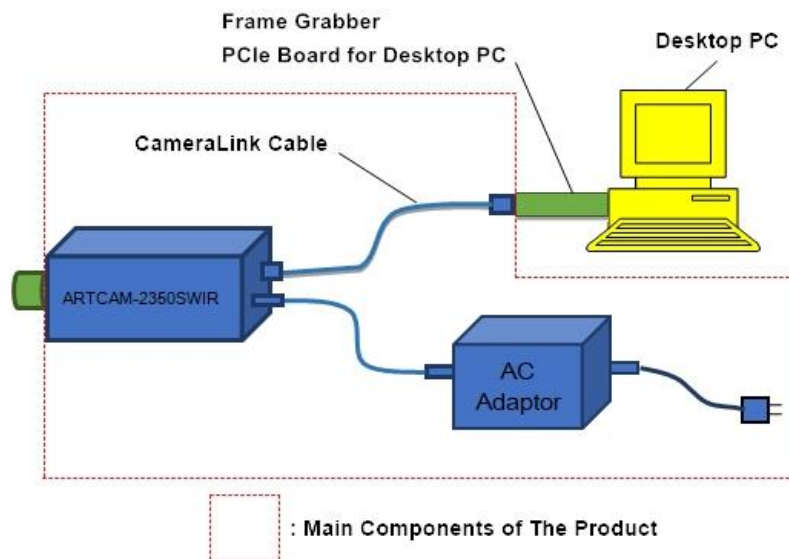 Frame Grabber
PCIe Board for Desktop PC
Desktop PC
CameraLink Cable
ARTCAM-2350SWIR
AC
Adaptor
: Main Components of The Product